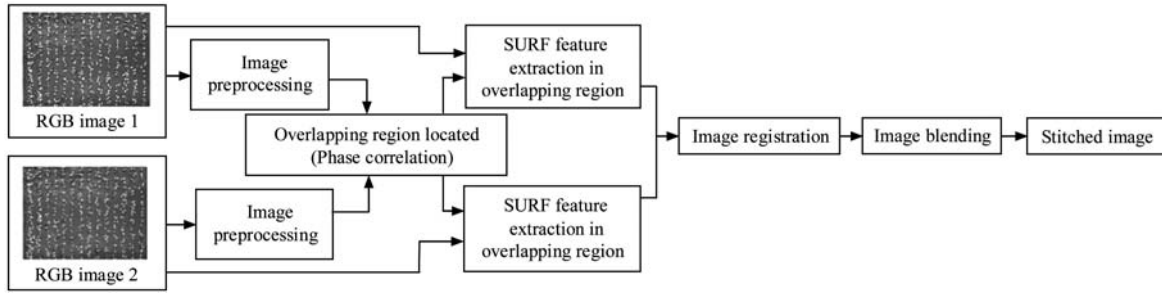 RGB image 1
Image
preprocessing
SURF feature
extraction in
overlapping region
Overlapping region located
(Phase correlation)
Image registration
Image blending
Stitched image
RGB image 2
Image
preprocessing
SURF feature
extraction in
overlapping region